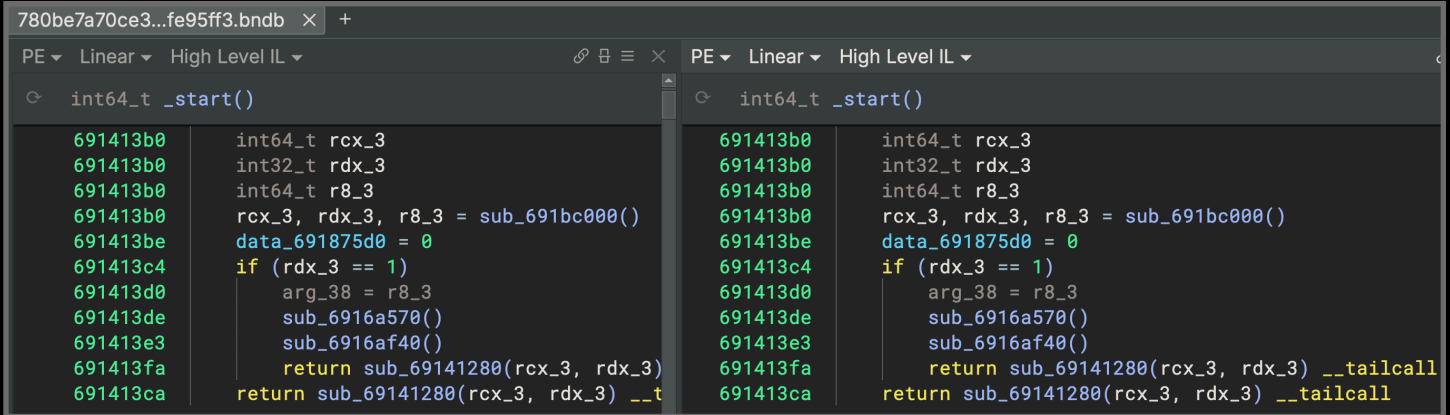 780be7a70ce3...fe95ff3.bndb × +
PE Linear High Level IL
int64_t _start()
691413b0 int64_t rcx_3
691413b0 int32_t rdx_3
691413b0 int64_t r8_3
691413b0 rcx_3, rdx_3, r8_3 = sub_691bc000()
691413be data_691875d0 = 0
691413c4 if (rdx_3 == 1)
691413d0 arg_38 = r8_3
691413de sub_6916a570()
691413e3 sub_6916af40()
691413fa return sub_69141280(rcx_3, rdx_3)
691413ca return sub_69141280(rcx_3, rdx_3) __t
PE Linear High Level IL
int64_t _start()
691413b0 int64_t rcx_3
691413b0 int32_t rdx_3
691413b0 int64_t r8_3
691413b0 rcx_3, rdx_3, r8_3 = sub_691bc000()
691413be data_691875d0 = 0
691413c4 if (rdx_3 == 1)
691413d0 arg_38 = r8_3
691413de sub_6916a570()
691413e3 sub_6916af40()
691413fa return sub_69141280(rcx_3, rdx_3) __tailcall
691413ca return sub_69141280(rcx_3, rdx_3) __tailcall